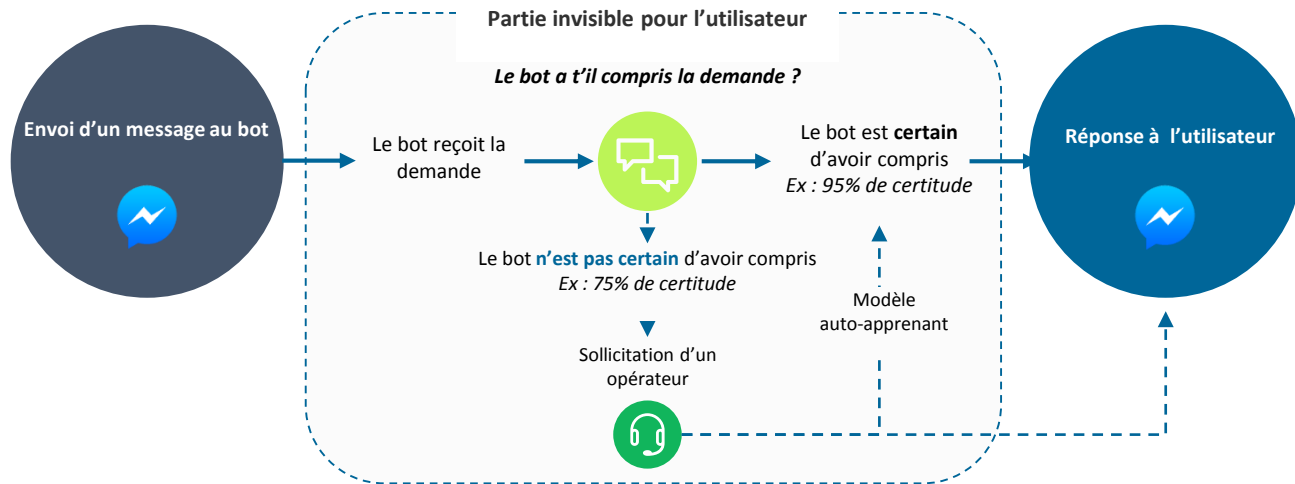 Partie invisible pour l’utilisateur
Le bot a t’il compris la demande ?
Envoi d’un message au bot
Le bot reçoit la
demande
Le bot est certain
d’avoir compris
Ex : 95% de certitude
Réponse à l’utilisateur
Le bot n’est pas certain d’avoir compris
Ex : 75% de certitude
Modèle
auto-apprenant
Sollicitation d’un
opérateur